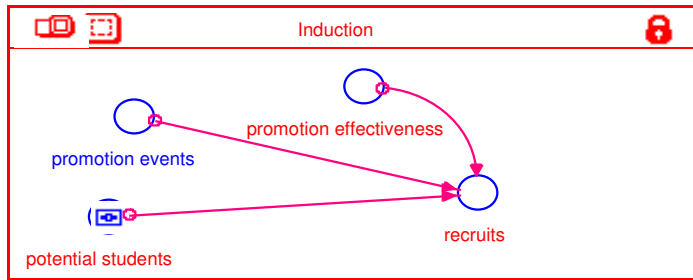 Induction
promotion effectiveness
promotion events
recruits
potential students